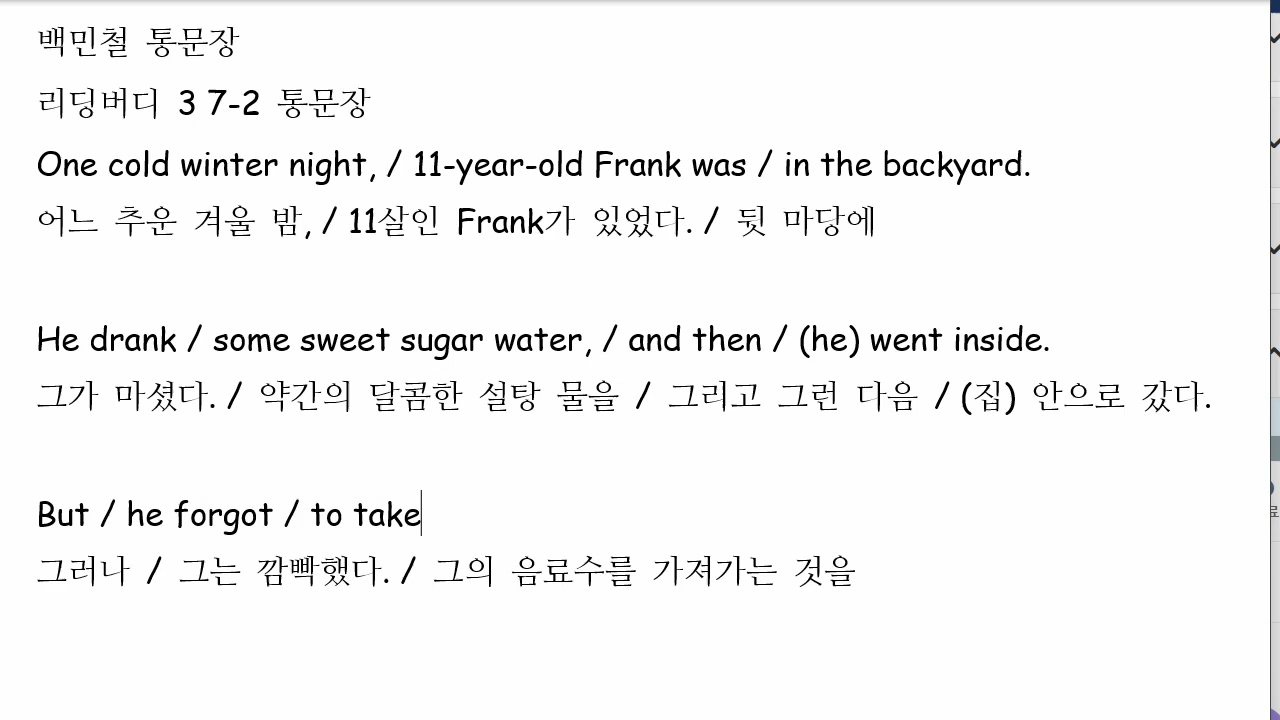 백민철 통문장
리딩버디 3 7-2 통문장
One cold winter night, / 11-year-old Frank was / in the backyard.
어느 추운 겨울 밤, / 11살인 Frank가 있었다. / 뒷 마당에
He drank / some sweet sugar water, / and then / (he) went inside.
그가 마셨다. / 약간의 달콤한 설탕 물을 / 그리고 그런 다음 / (집) 안으로 갔다.
But / he forgot / to take
그러나 / 그는 깜빡했다. / 그의 음료수를 가져가는 것을
료